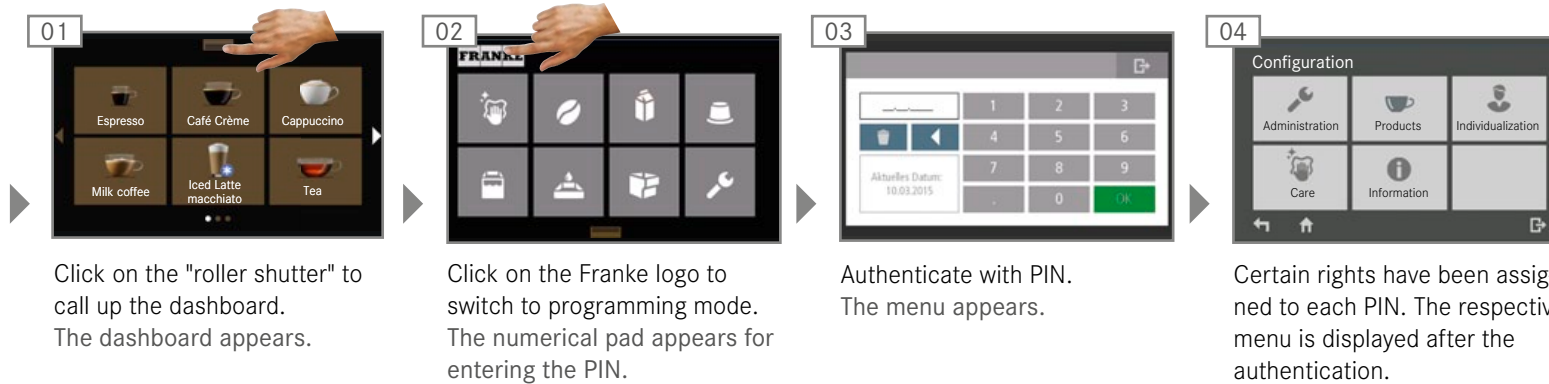 01
Espresso
Café Crème
Cappuccino
Milk coffee
Iced Latte
macchiato
Tea
Click on the "roller shutter" to
call up the dashboard.
The dashboard appears.
02
FRANKE
Click on the Franke logo to
switch to programming mode.
The numerical pad appears for
entering the PIN.
03
__.__.____
1 2 3
4 5 6
7 8 9
Aktuelles Datum:
10.03.2015
. 0 OK
Authenticate with PIN.
The menu appears.
04
Configuration
Administration
Products
Individualization
Care
Information
Certain rights have been assig
ned to each PIN. The respectiv
menu is displayed after the
authentication.